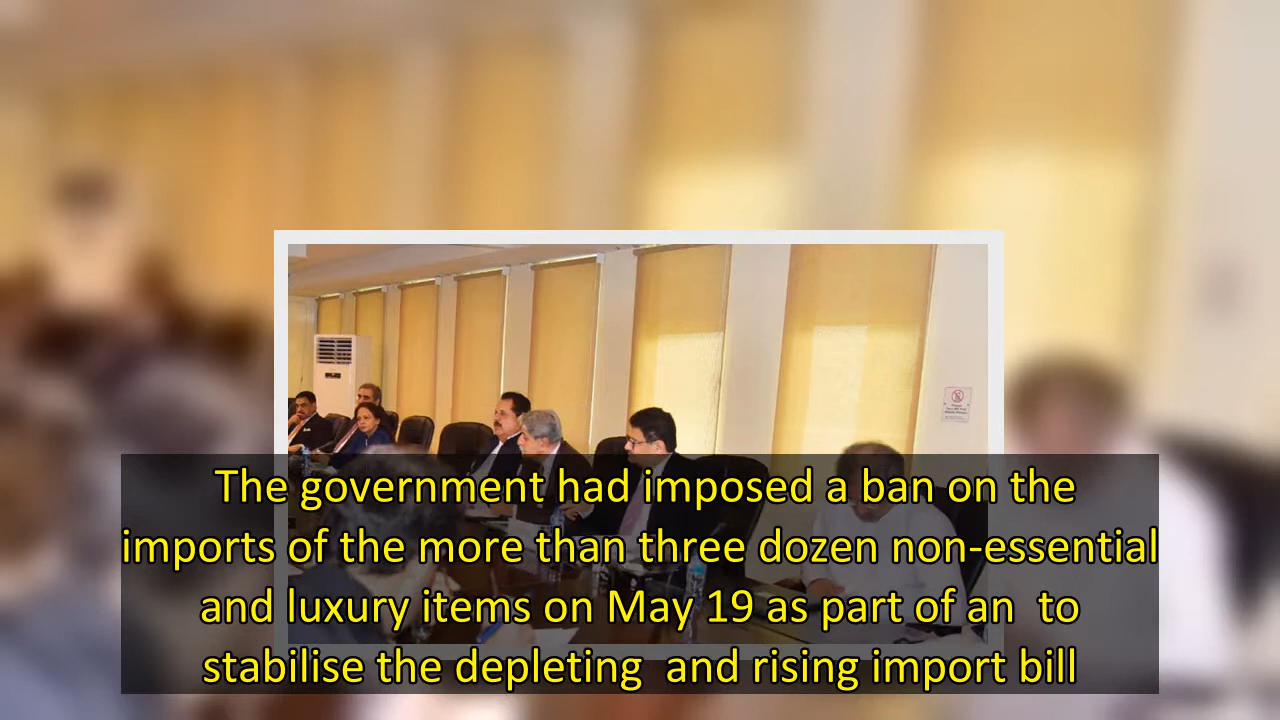 The government had imposed a ban on the
imports of the more than three dozen non-essential
and luxury items on May 19 as part of an  to
stabilise the depleting  and rising import bill